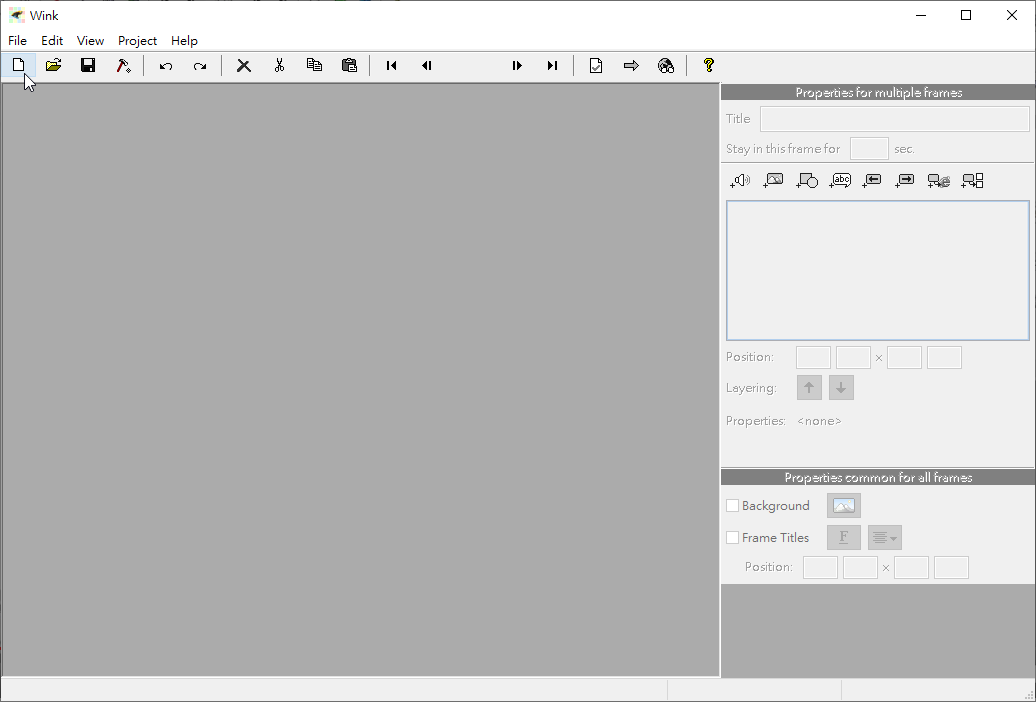 Wink
File Edit View Project Help
Properties for multiple frames
Title
Stay in this frame for sec.
abc
Position: ×
Layering:
Properties: <none>
Properties common for all frames
Background
Frame Titles F
Position: ×